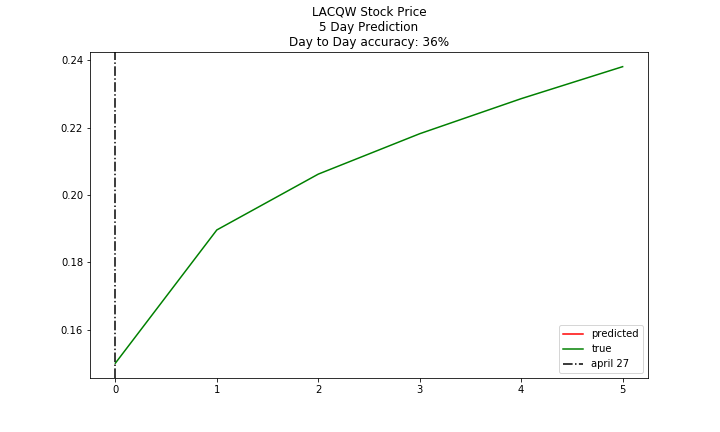 LACQW Stock Price
5 Day Prediction
Day to Day accuracy: 36%
0.24
0.22
0.20
0.18
0.16
0 1 2 3 4 5
predicted
true
april 27